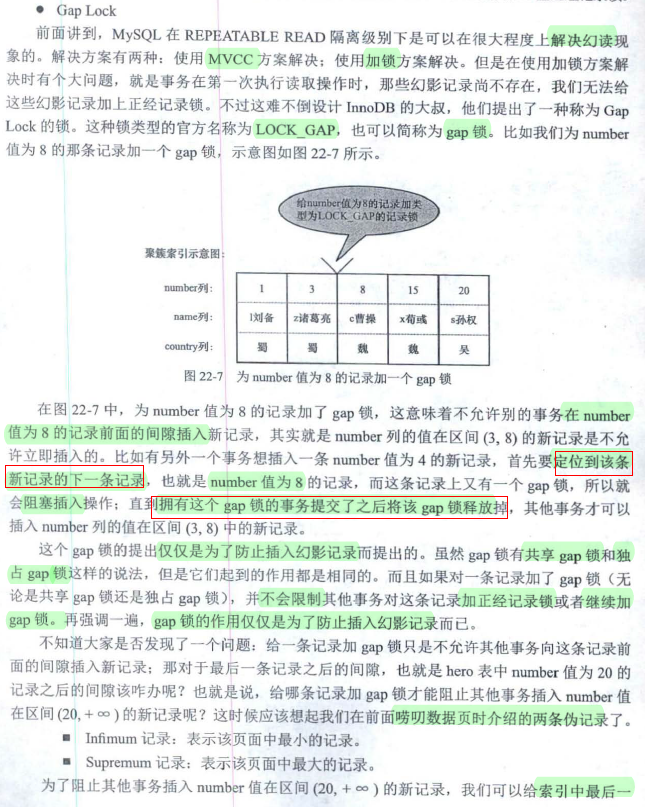 ● Gap Lock
前面讲到，MySQL 在 REPEATABLE READ 隔离级别下是可以在很大程度上解决幻读现
象的。解决方案有两种：使用 MVCC 方案解决；使用加锁方案解决。但是在使用加锁方案解
决时有个大问题，就是事务在第一次执行读取操作时，那些幻影记录尚不存在，我们无法给
这些幻影记录加上正经记录锁。不过这难不倒设计 InnoDB 的大叔，他们提出了一种称为 Gap
Lock 的锁。这种锁类型的官方名称为 LOCK_GAP，也可以简称为 gap 锁。比如我们为 number
值为 8 的那条记录加一个 gap 锁，示意图如图 22-7 所示。
给number值为8的记录加类
型为LOCK_GAP的记录锁
聚簇索引示意图：
number列： 1 3 8 15 20
name列： l刘备 z诸葛亮 c曹操 x荀彧 s孙权
country列： 蜀 蜀 魏 魏 吴
图 22-7 为 number 值为 8 的记录加一个 gap 锁
在图 22-7 中，为 number 值为 8 的记录加了 gap 锁，这意味着不允许别的事务在 number
值为 8 的记录前面的间隙插入新记录，其实就是 number 列的值在区间 (3, 8) 的新记录是不允
许立即插入的。比如有另外一个事务想插入一条 number 值为 4 的新记录，首先要定位到该条
新记录的下一条记录，也就是 number 值为 8 的记录，而这条记录上又有一个 gap 锁，所以就
会阻塞插入操作；直到拥有这个 gap 锁的事务提交了之后将该 gap 锁释放掉，其他事务才可以
插入 number 列的值在区间 (3, 8) 中的新记录。
这个 gap 锁的提出仅仅是为了防止插入幻影记录而提出的。虽然 gap 锁有共享 gap 锁和独
占 gap 锁这样的说法，但是它们起到的作用都是相同的。而且如果对一条记录加了 gap 锁（无
论是共享 gap 锁还是独占 gap 锁），并不会限制其他事务对这条记录加正经记录锁或者继续加
gap 锁。再强调一遍，gap 锁的作用仅仅是为了防止插入幻影记录而已。
不知道大家是否发现了一个问题：给一条记录加 gap 锁只是不允许其他事务向这条记录前
面的间隙插入新记录；那对于最后一条记录之后的间隙，也就是 hero 表中 number 值为 20 的
记录之后的间隙该咋办呢？也就是说，给哪条记录加 gap 锁才能阻止其他事务插入 number 值
在区间 (20, + ∞ ) 的新记录呢？这时候应该想起我们在前面唠叨数据页时介绍的两条伪记录了。
■ Infimum 记录：表示该页面中最小的记录。
■ Supremum 记录：表示该页面中最大的记录。
为了阻止其他事务插入 number 值在区间 (20, + ∞ ) 的新记录，我们可以给索引中最后一